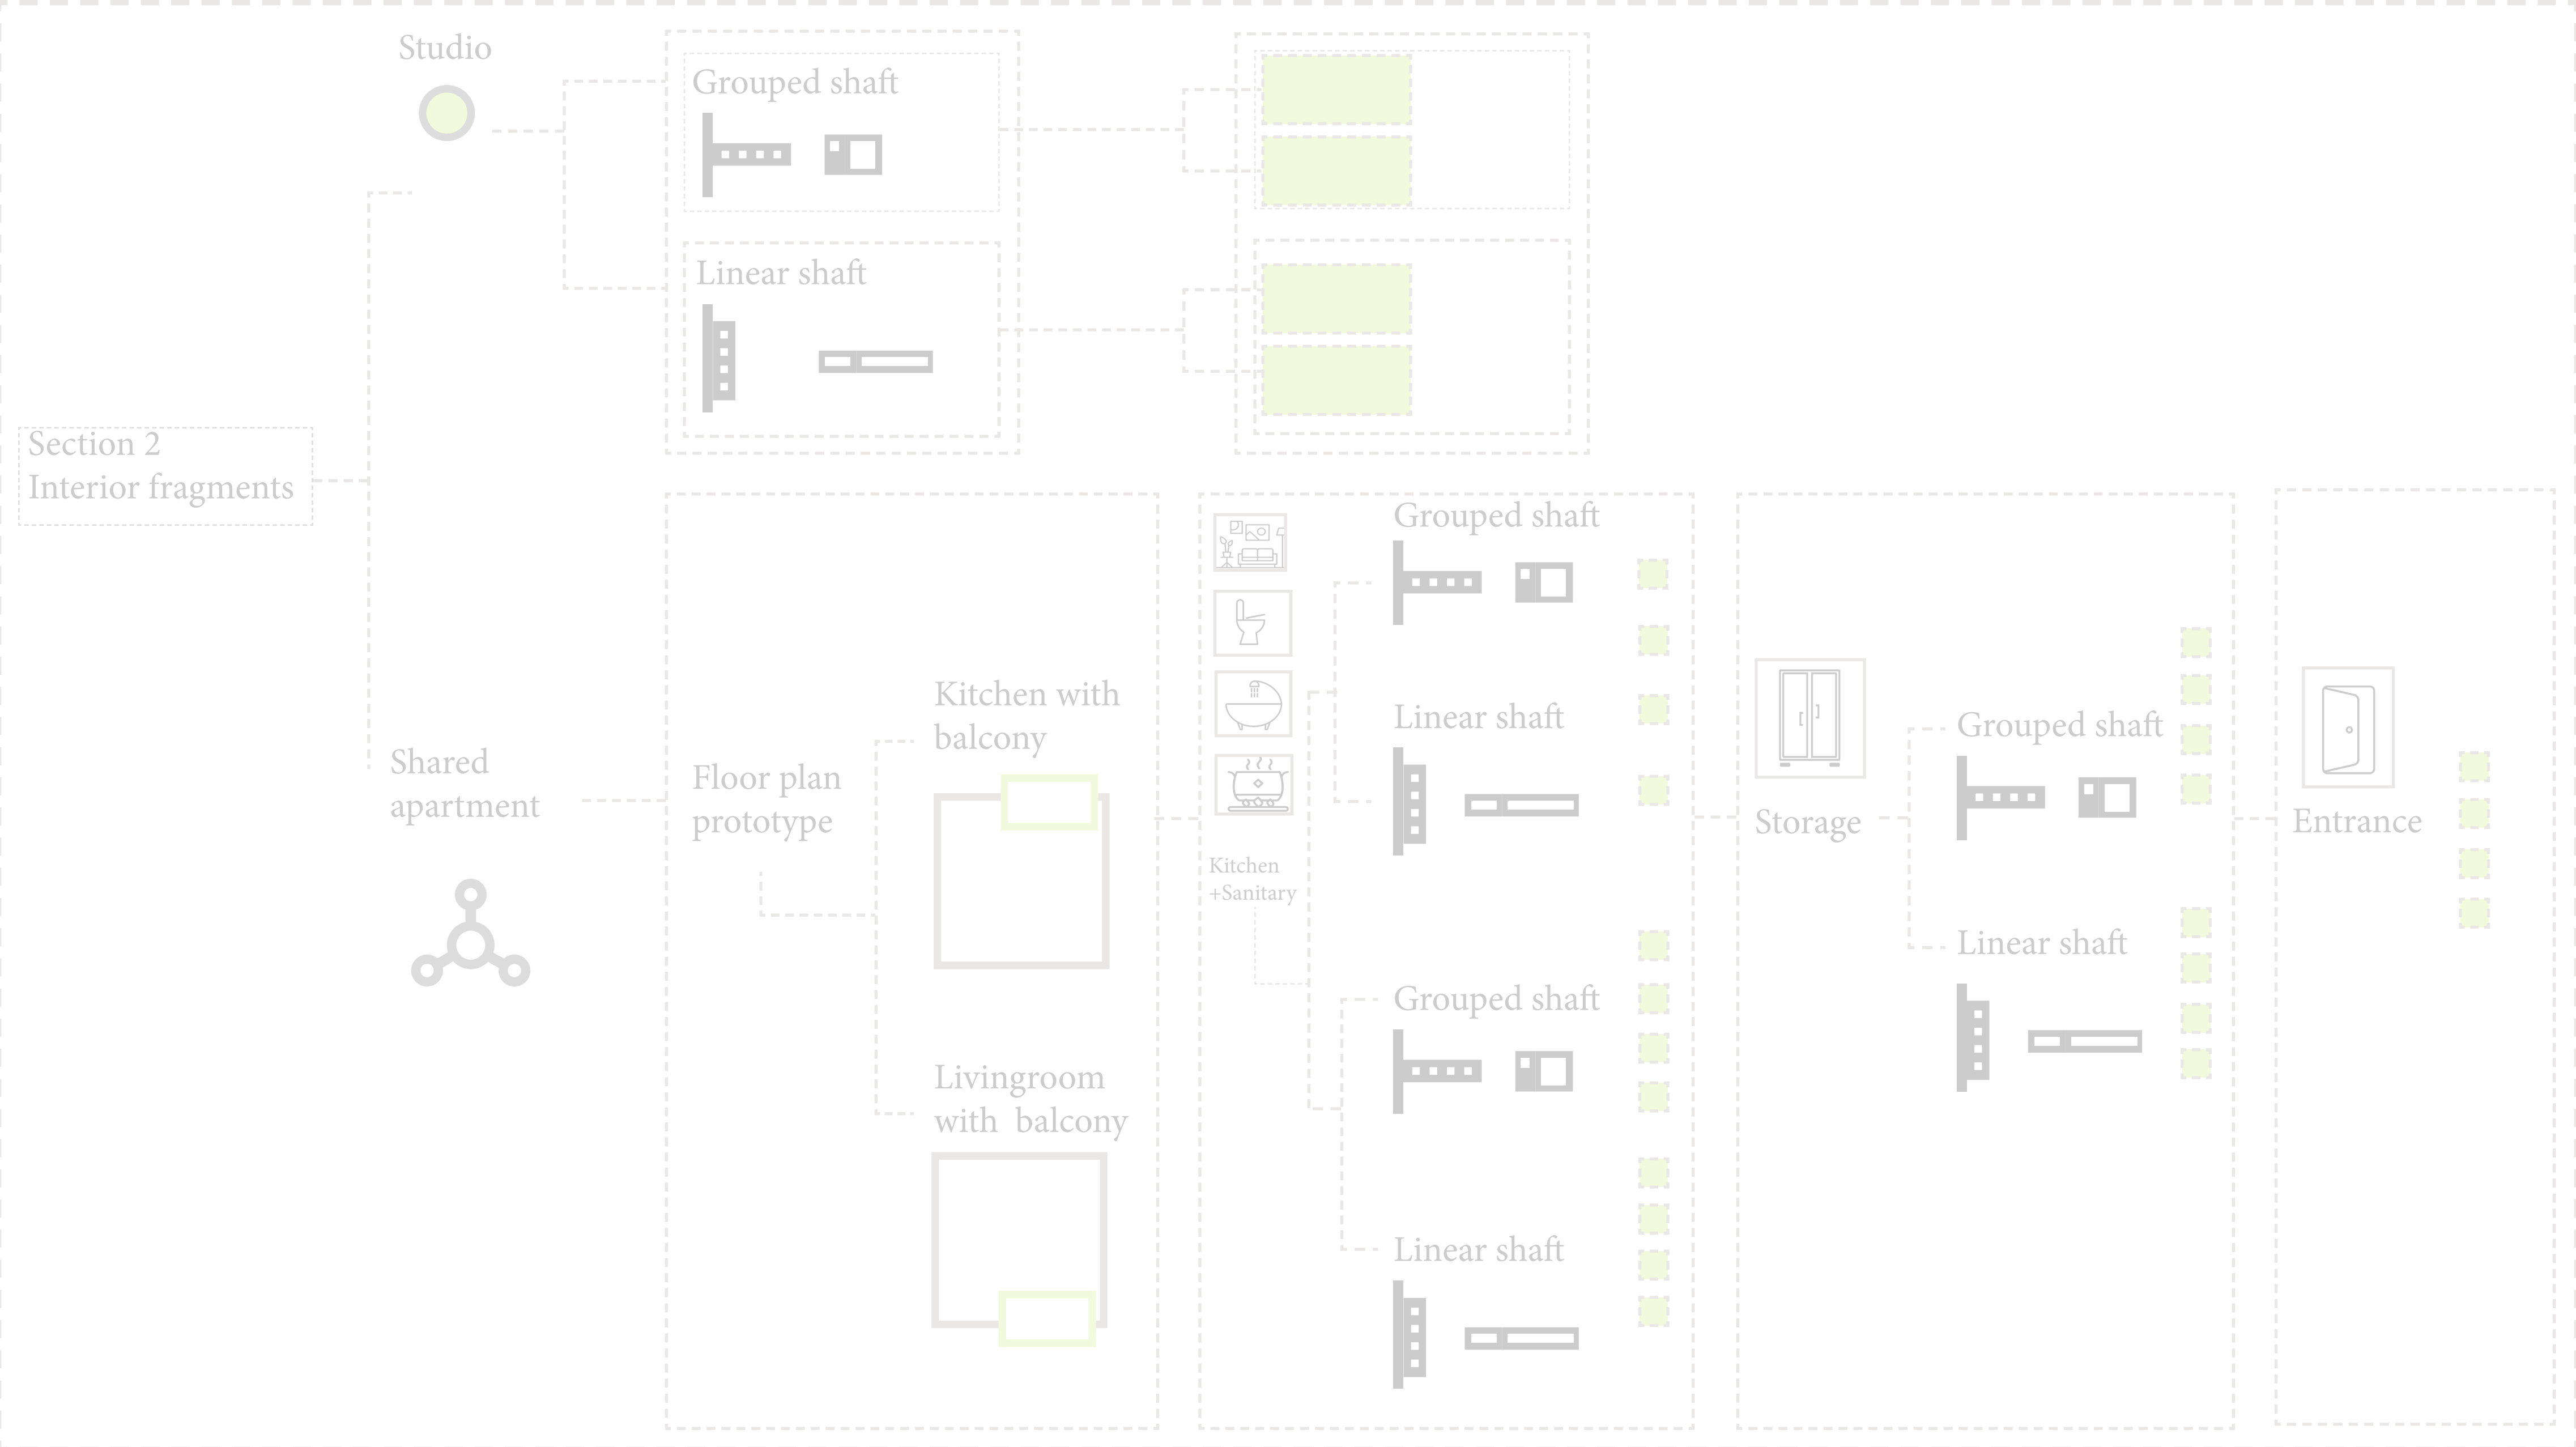 Studio
Grouped shaft
Linear shaft
Section 2
Interior fragments
Shared
apartment
Floor plan
prototype
Kitchen with
balcony
Livingroom
with  balcony
Kitchen
+Sanitary
Grouped shaft
Linear shaft
Grouped shaft
Linear shaft
Storage
Grouped shaft
Linear shaft
Entrance